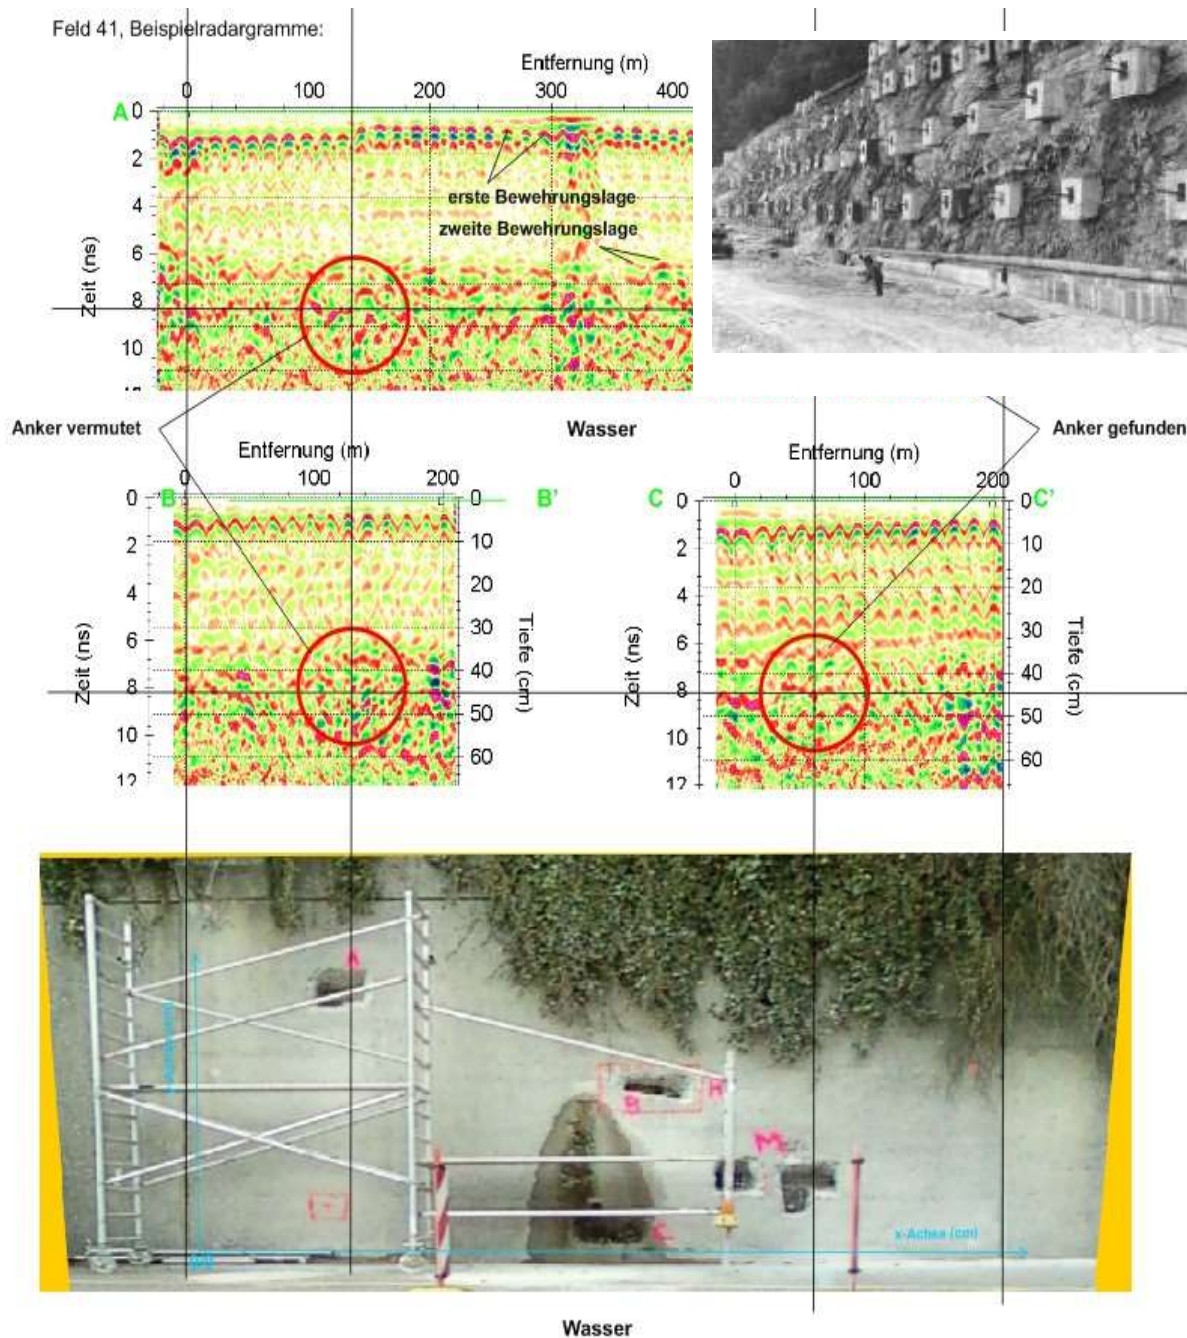 Feld 41, Beispielradargramme:
Entfernung (m)
0 100 200 300 400
A
0
2
4
6
8
10
Zeit (ns)
erste Bewehrungslage
zweite Bewehrungslage
Anker vermutet
Wasser
Anker gefunden
Entfernung (m)
0 100 200
B B'
0
2
4
6
8
10
12
Zeit (ns)
0
10
20
30
40
50
60
Tiefe (cm)
Entfernung (m)
0 100 200
C C'
0
2
4
6
8
10
12
Zeit (ns)
0
10
20
30
40
50
60
Tiefe (cm)
A
B
R
M
C
x-Achse (cm)
Wasser